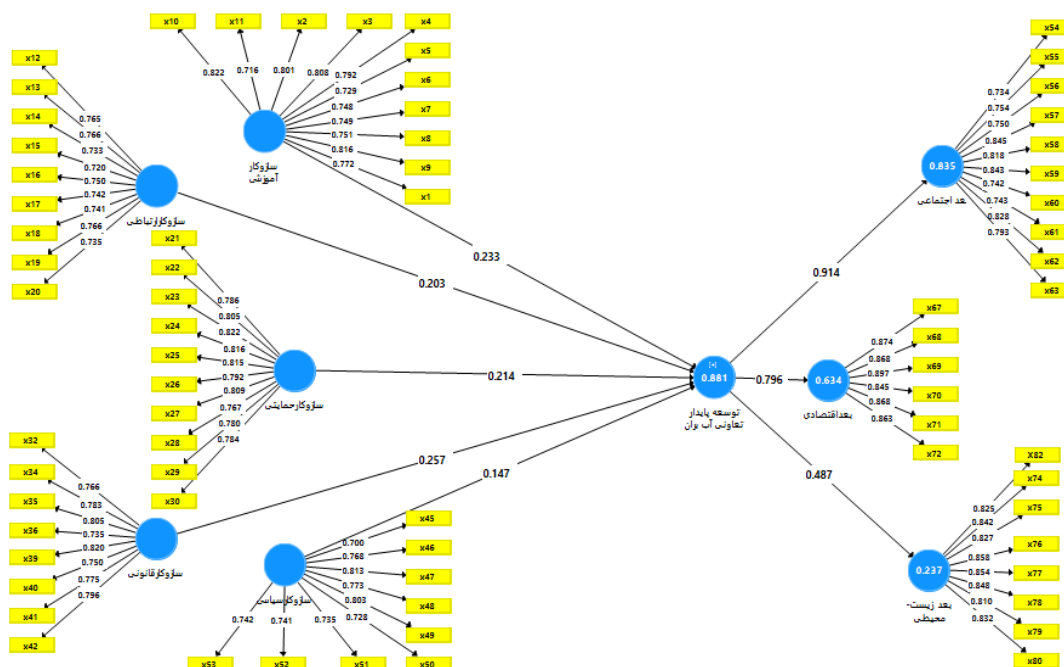 x10
x11
x2
x3
x4
x5
x6
x7
x8
x9
x1
0.822
0.716
0.801
0.808
0.792
0.729
0.748
0.749
0.751
0.816
0.772
سازوکار
آموزشی
x12
x13
x14
x15
x16
x17
x18
x19
x20
0.765
0.766
0.733
0.720
0.750
0.742
0.741
0.766
0.735
سازوکارارتباطی
x21
x22
x23
x24
x25
x26
x27
x28
x29
x30
0.786
0.805
0.822
0.816
0.815
0.792
0.809
0.767
0.780
0.784
سازوکارحمایتی
x32
x34
x35
x36
x39
x40
x41
x42
0.766
0.783
0.805
0.735
0.820
0.750
0.775
0.796
سازوکارقانونی
x45
x46
x47
x48
x49
x50
x51
x52
x53
0.700
0.768
0.813
0.773
0.803
0.728
0.735
0.741
0.742
سازوکارسیاسی
0.233
0.203
0.214
0.257
0.147
[+]
0.881
توسعه پایدار
تعاونی آب بران
0.914
0.796
0.487
x54
x55
x56
x57
x58
x59
x60
x61
x62
x63
0.734
0.754
0.750
0.845
0.818
0.843
0.742
0.743
0.828
0.793
0.835
بعد اجتماعی
x67
x68
x69
x70
x71
x72
0.874
0.868
0.897
0.845
0.868
0.863
0.634
بعداقتصادی
X82
x74
x75
x76
x77
x78
x79
x80
0.825
0.842
0.827
0.858
0.854
0.848
0.810
0.832
0.237
بعد زیست-
محیطی